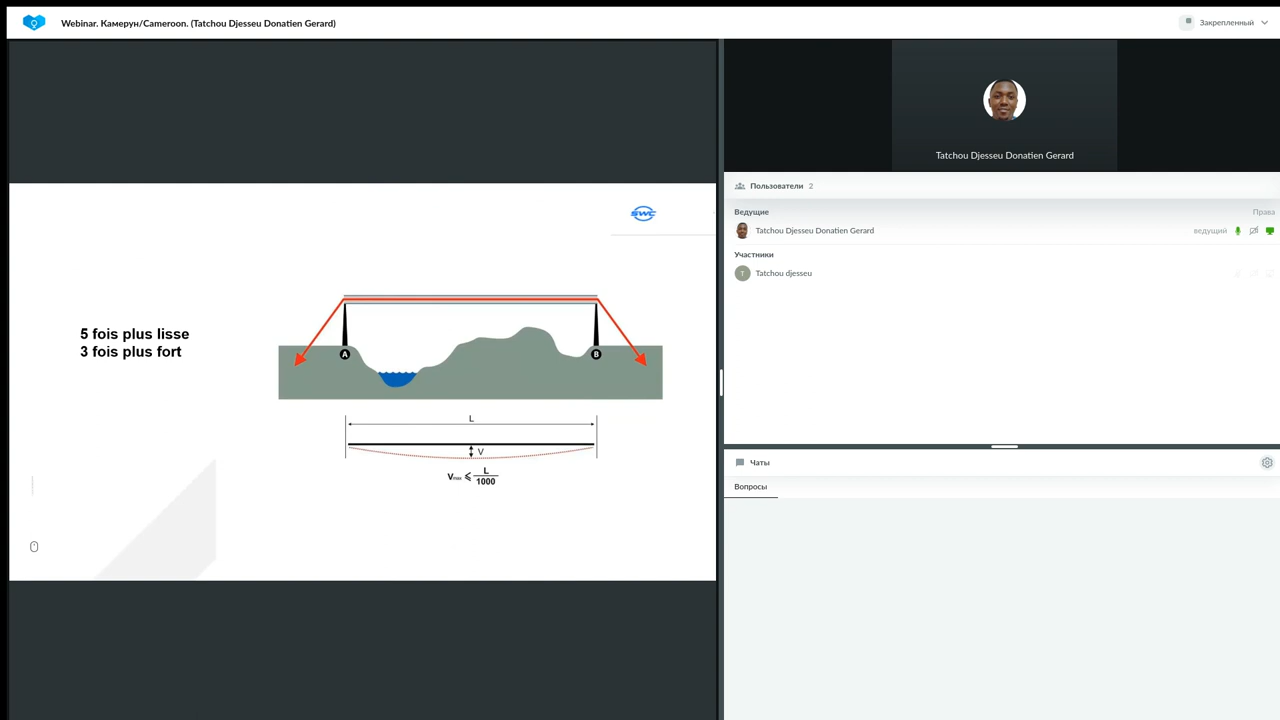 Webinar. Камерун/Cameroon. (Tatchou Djesseu Donatien Gerard)
Закрепленный
SWC
5 fois plus lisse
3 fois plus fort
A
B
L
V
Vmax ⩽ L
1000
Tatchou Djesseu Donatien Gerard
Пользователи 2
Ведущие Права
Tatchou Djesseu Donatien Gerard ведущий
Участники
T Tatchou djesseu
Чаты
Вопросы